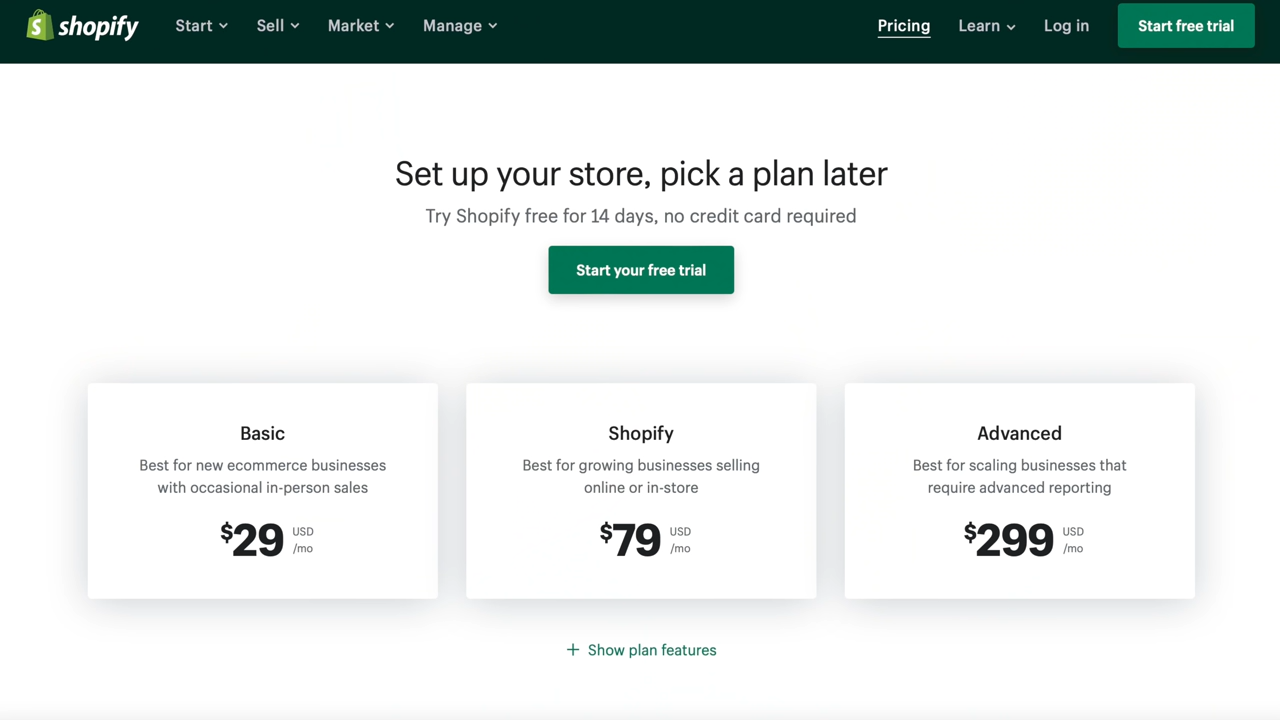 shopify Start Sell Market Manage Pricing Learn Log in Start free trial
Set up your store, pick a plan later
Try Shopify free for 14 days, no credit card required
Start your free trial
Basic
Best for new ecommerce businesses
with occasional in-person sales
$29 USD /mo
Shopify
Best for growing businesses selling
online or in-store
$79 USD /mo
Advanced
Best for scaling businesses that
require advanced reporting
$299 USD /mo
+ Show plan features